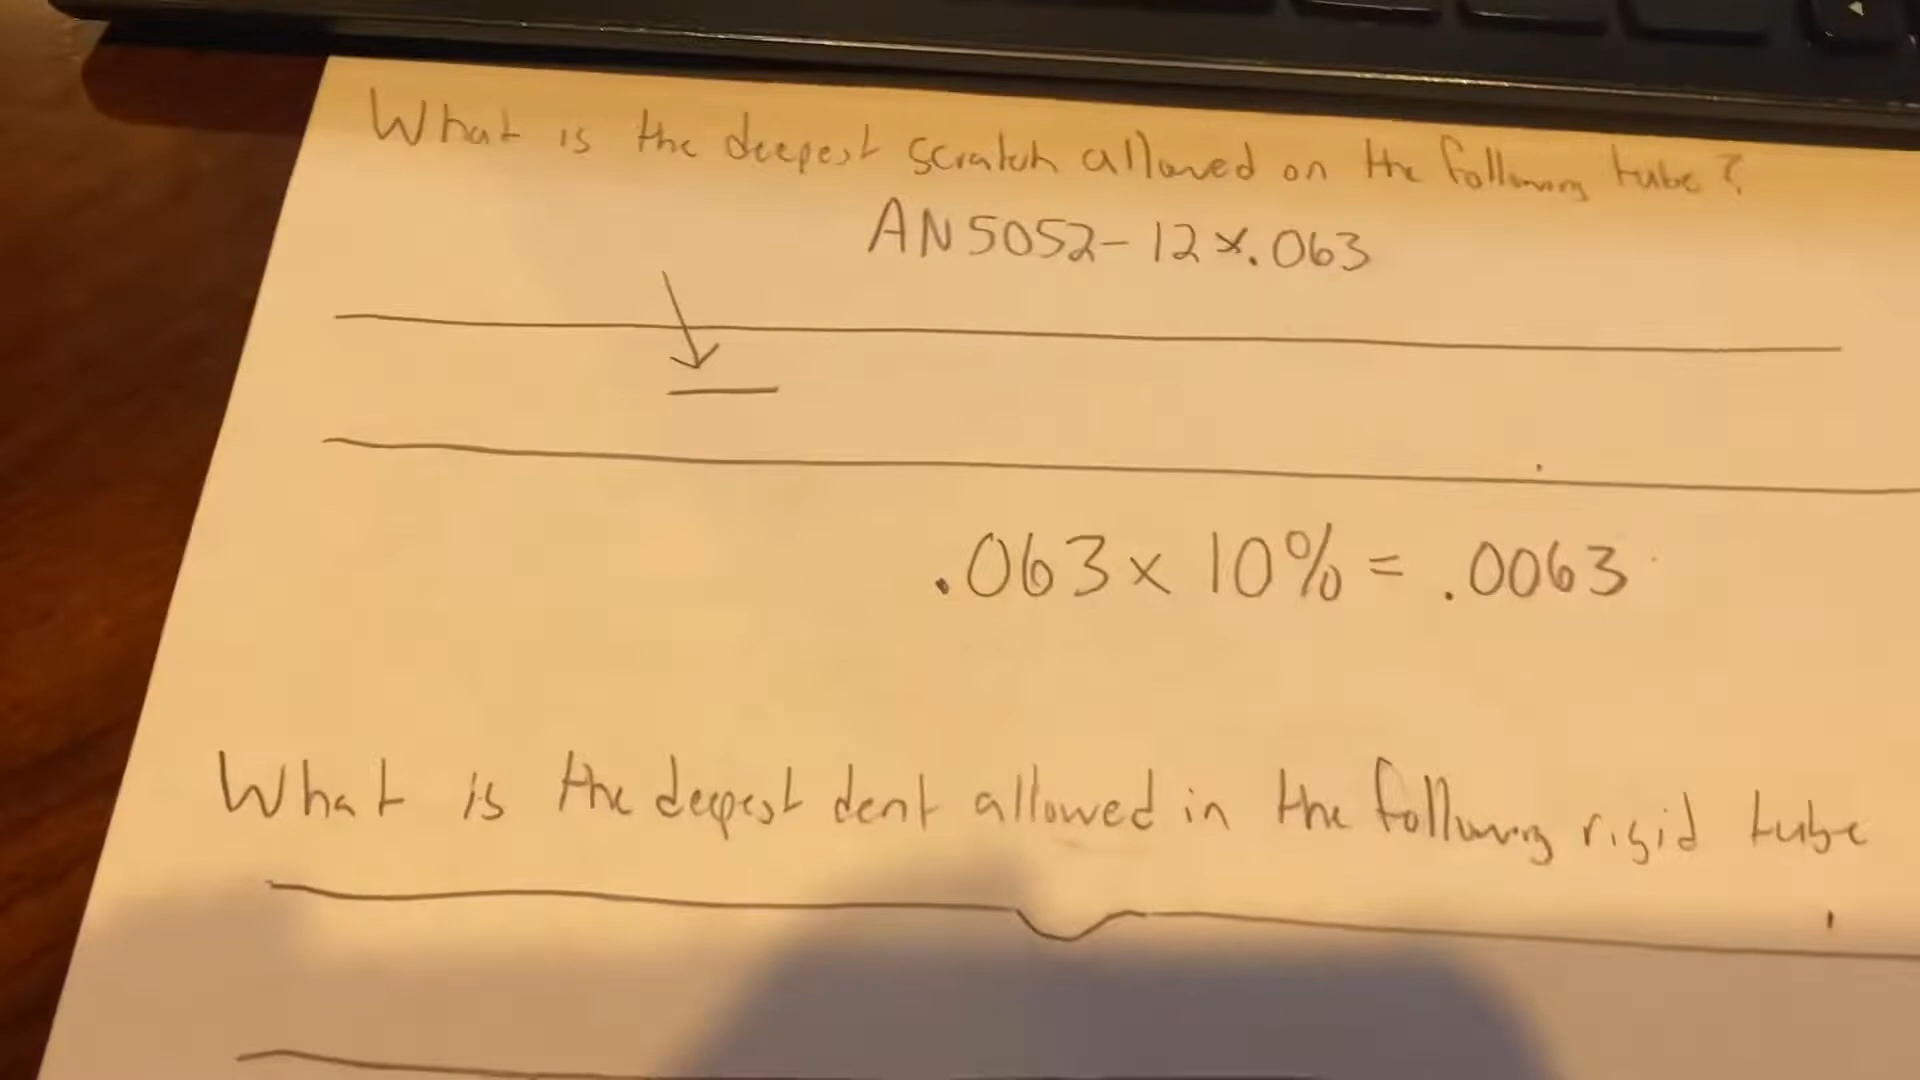 What is the deepest scratch allowed on the following tube?
AN5052-12x.063
.063 x 10% = .0063
What is the deepest dent allowed in the following rigid tube